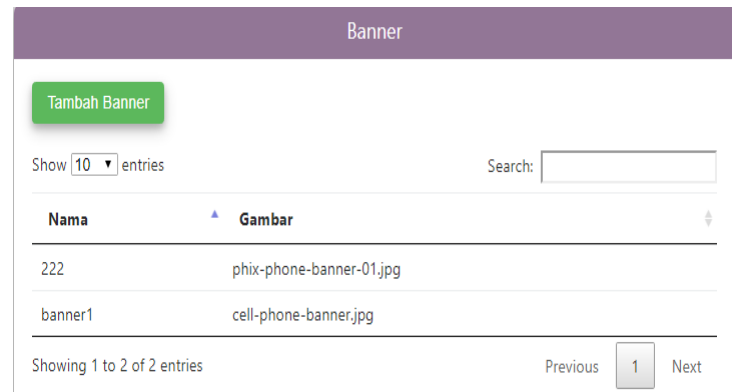 Banner
Tambah Banner
Show 10 entries Search:
Nama Gambar
222 phix-phone-banner-01.jpg
banner1 cell-phone-banner.jpg
Showing 1 to 2 of 2 entries Previous 1 Next